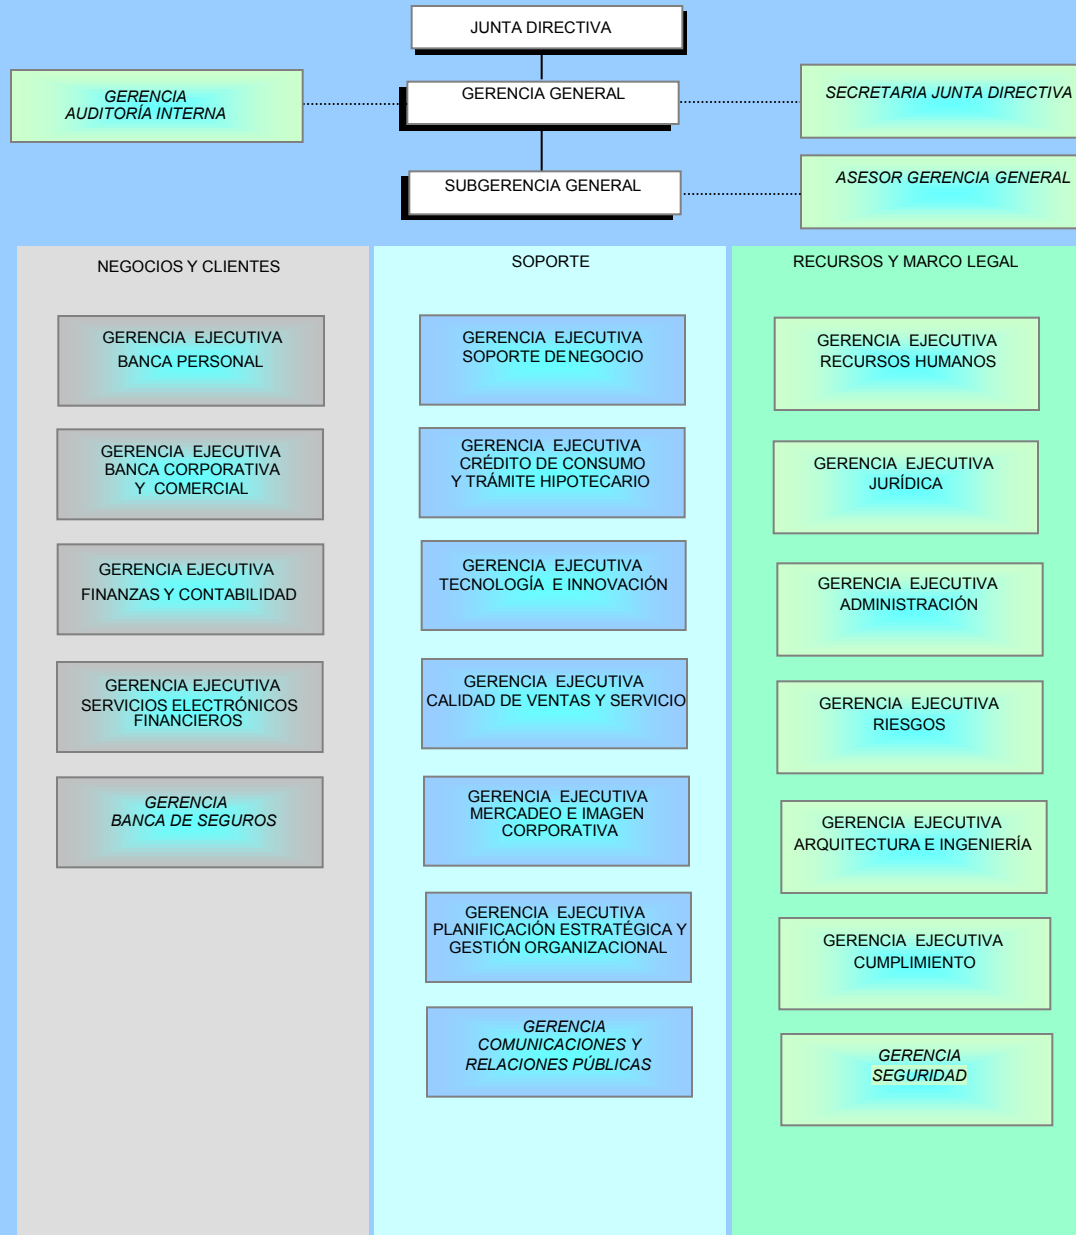 JUNTA DIRECTIVA
GERENCIA
AUDITORÍA INTERNA
GERENCIA GENERAL
SECRETARIA JUNTA DIRECTIVA
SUBGERENCIA GENERAL
ASESOR GERENCIA GENERAL
NEGOCIOS Y CLIENTES
GERENCIA EJECUTIVA
BANCA PERSONAL
GERENCIA EJECUTIVA
BANCA CORPORATIVA
Y COMERCIAL
GERENCIA EJECUTIVA
FINANZAS Y CONTABILIDAD
GERENCIA EJECUTIVA
SERVICIOS ELECTRÓNICOS
FINANCIEROS
GERENCIA
BANCA DE SEGUROS
SOPORTE
GERENCIA EJECUTIVA
SOPORTE DE NEGOCIO
GERENCIA EJECUTIVA
CRÉDITO DE CONSUMO
Y TRÁMITE HIPOTECARIO
GERENCIA EJECUTIVA
TECNOLOGÍA E INNOVACIÓN
GERENCIA EJECUTIVA
CALIDAD DE VENTAS Y SERVICIO
GERENCIA EJECUTIVA
MERCADEO E IMAGEN
CORPORATIVA
GERENCIA EJECUTIVA
PLANIFICACIÓN ESTRATÉGICA Y
GESTIÓN ORGANIZACIONAL
GERENCIA
COMUNICACIONES Y
RELACIONES PÚBLICAS
RECURSOS Y MARCO LEGAL
GERENCIA EJECUTIVA
RECURSOS HUMANOS
GERENCIA EJECUTIVA
JURÍDICA
GERENCIA EJECUTIVA
ADMINISTRACIÓN
GERENCIA EJECUTIVA
RIESGOS
GERENCIA EJECUTIVA
ARQUITECTURA E INGENIERÍA
GERENCIA EJECUTIVA
CUMPLIMIENTO
GERENCIA
SEGURIDAD